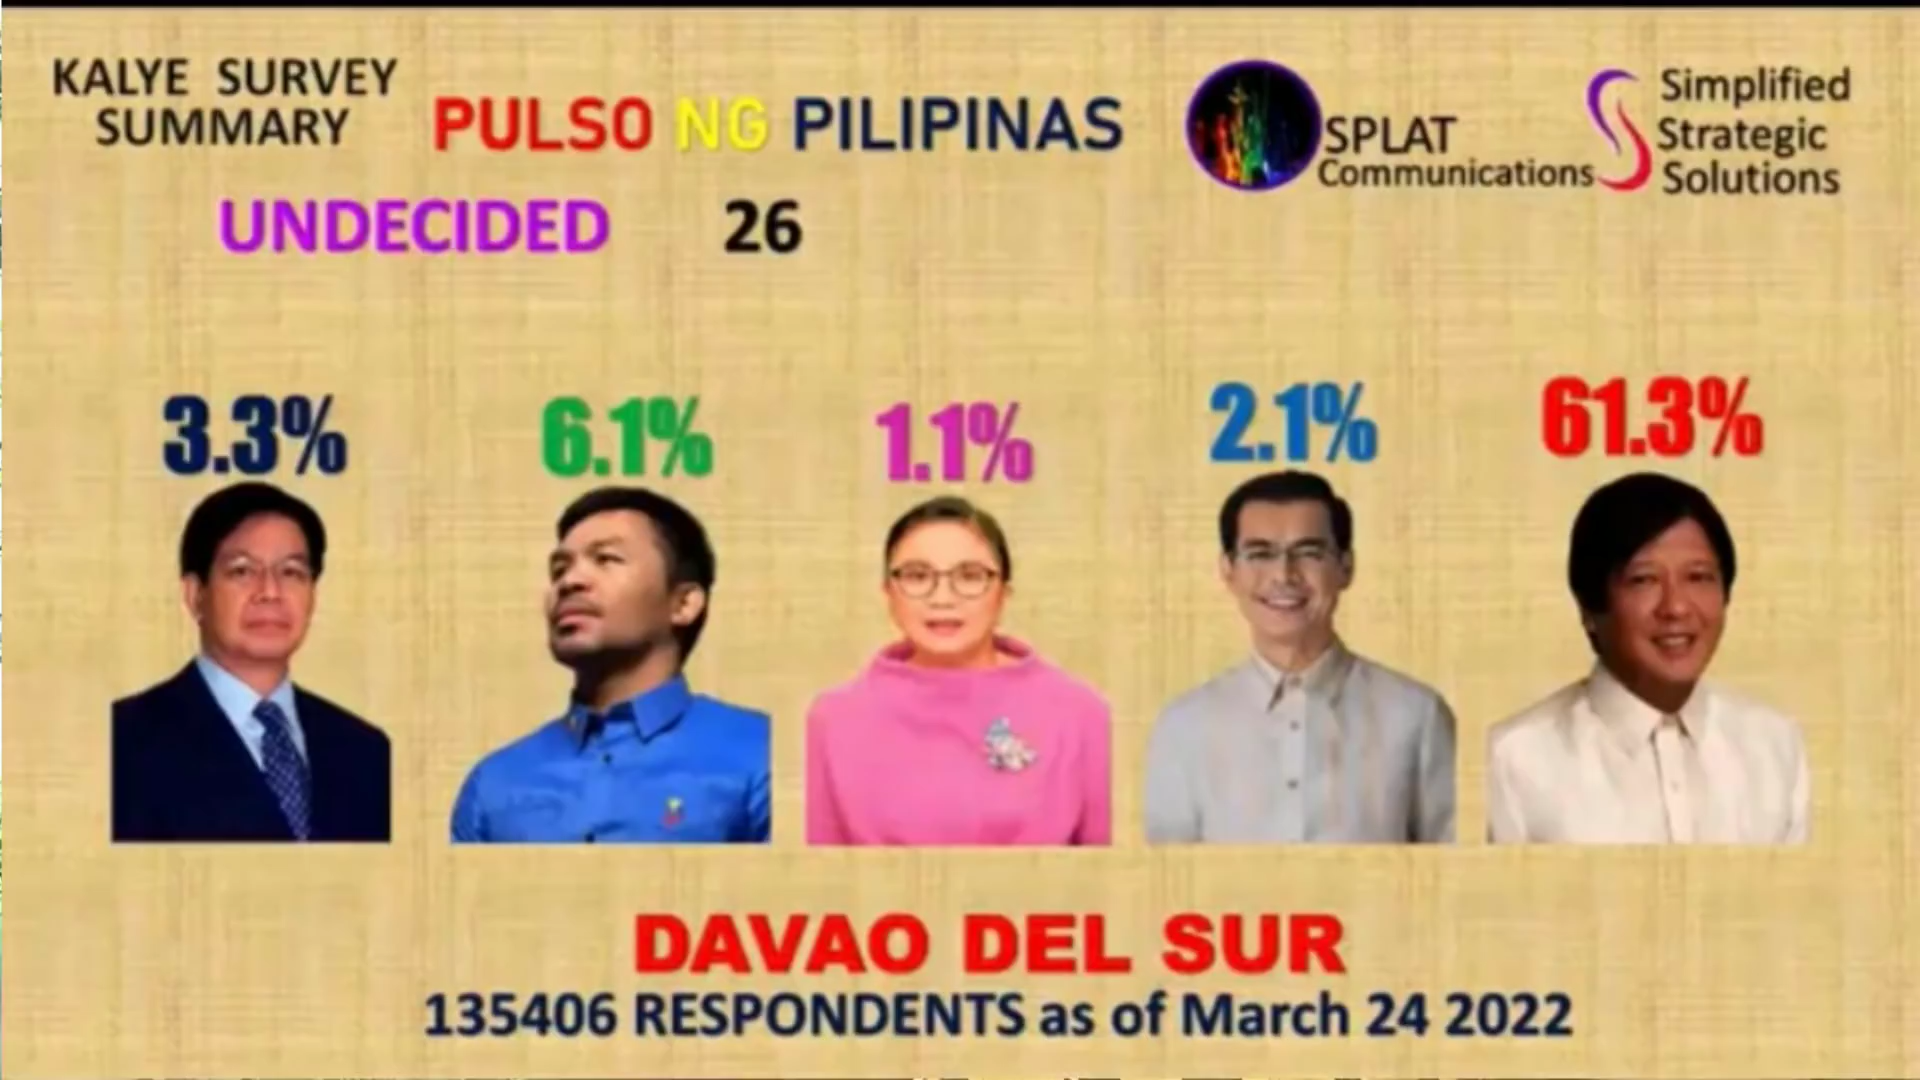 KALYE SURVEY
SUMMARY
PULSO NG PILIPINAS
SPLAT
Communications
Simplified
Strategic
Solutions
UNDECIDED 26
3.3%
6.1%
1.1%
2.1%
61.3%
DAVAO DEL SUR
135406 RESPONDENTS as of March 24 2022